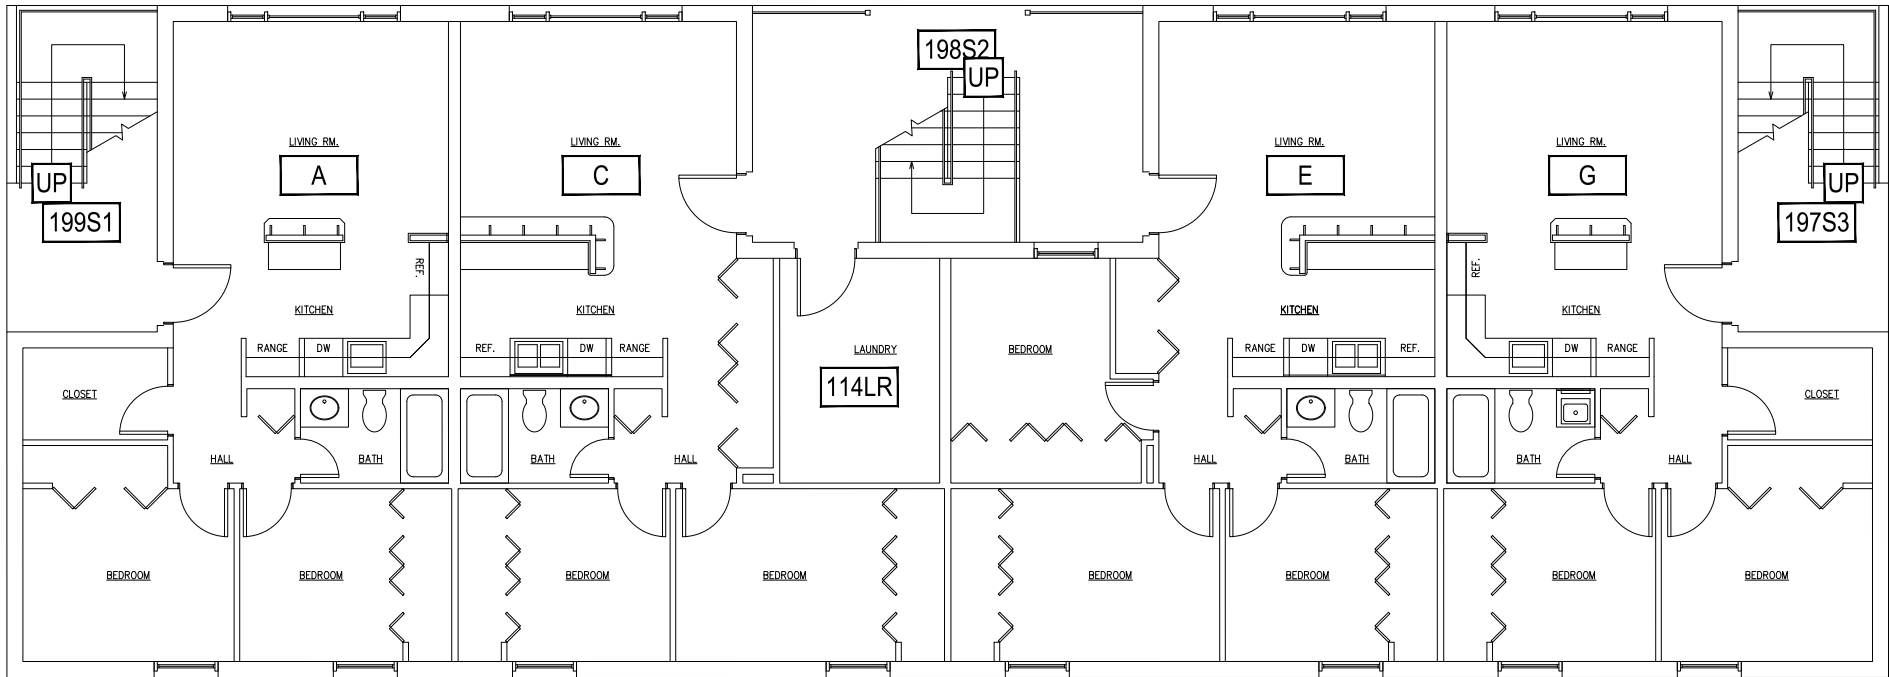 198S2
UP
LIVING RM.
LIVING RM.
LIVING RM.
LIVING RM.
A
C
E
G
UP
UP
199S1
197S3
REF.
REF.
KITCHEN
KITCHEN
KITCHEN
KITCHEN
RANGE DW
REF. DW RANGE
LAUNDRY
BEDROOM
RANGE DW REF.
DW RANGE
114LR
CLOSET
CLOSET
HALL
BATH
BATH
HALL
HALL
BATH
BATH
HALL
BEDROOM
BEDROOM
BEDROOM
BEDROOM
BEDROOM
BEDROOM
BEDROOM
BEDROOM